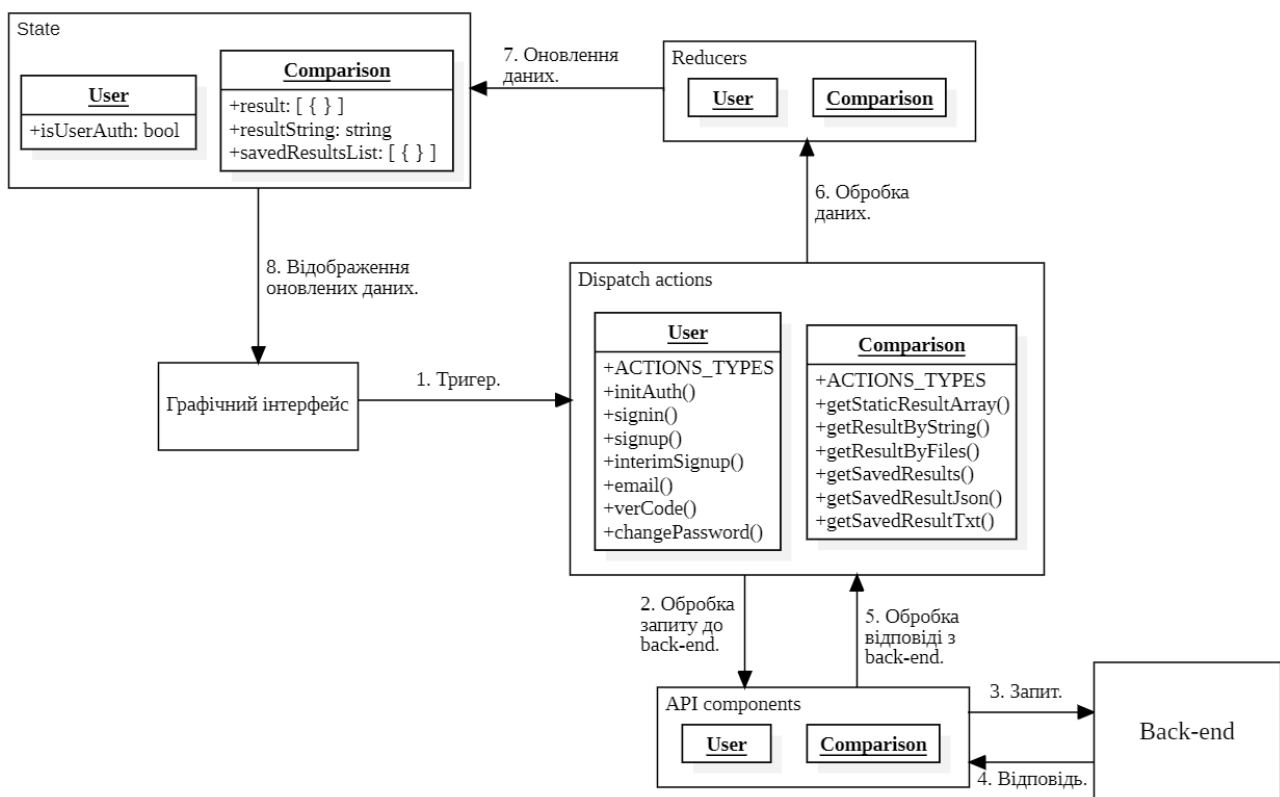 State
User
+isUserAuth: bool
Comparison
+result: [ { } ]
+resultString: string
+savedResultsList: [ { } ]
7. Оновлення
даних.
Reducers
User
Comparison
6. Обробка
даних.
8. Відображення
оновлених даних.
Графічний інтерфейс
1. Тригер.
Dispatch actions
User
+ACTIONS_TYPES
+initAuth()
+signin()
+signup()
+interimSignup()
+email()
+verCode()
+changePassword()
Comparison
+ACTIONS_TYPES
+getStaticResultArray()
+getResultByString()
+getResultByFiles()
+getSavedResults()
+getSavedResultJson()
+getSavedResultTxt()
2. Обробка
запиту до
back-end.
5. Обробка
відповіді з
back-end.
API components
User
Comparison
3. Запит.
4. Відповідь.
Back-end